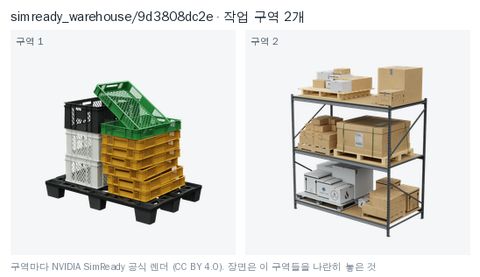 simready_warehouse/9d3808dc2e · 작업 구역 2개
구역 1
구역 2
구역마다 NVIDIA SimReady 공식 렌더 (CC BY 4.0). 장면은 이 구역들을 나란히 놓은 것